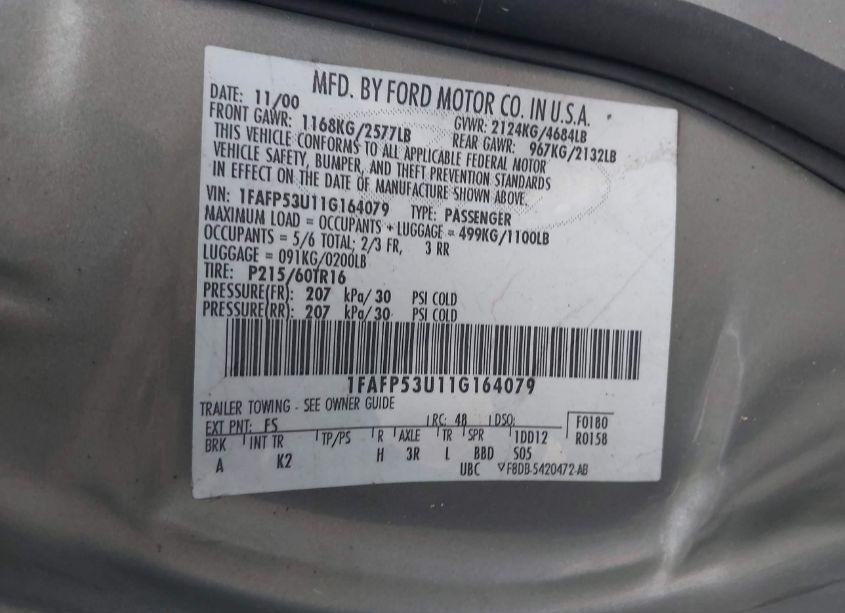 MFD. BY FORD MOTOR CO. IN U.S.A.
DATE: 11/00 GVWR: 2124KG/4684LB
FRONT GAWR: 1168KG/2577LB REAR GAWR: 967KG/2132LB
THIS VEHICLE CONFORMS TO ALL APPLICABLE FEDERAL MOTOR
VEHICLE SAFETY, BUMPER, AND THEFT PREVENTION STANDARDS
IN EFFECT ON THE DATE OF MANUFACTURE SHOWN ABOVE.
VIN: 1FAFP53U11G164079 TYPE: PASSENGER
MAXIMUM LOAD = OCCUPANTS + LUGGAGE = 499KG/1100LB
OCCUPANTS = 5/6 TOTAL; 2/3 FR, 3 RR
LUGGAGE = 091KG/0200LB
TIRE: P215/60TR16
PRESSURE(FR): 207 kPa/ 30 PSI COLD
PRESSURE(RR): 207 kPa/ 30 PSI COLD
1FAFP53U11G164079
TRAILER TOWING - SEE OWNER GUIDE
EXT PNT: FS RC: 48 DSO: F0180
BRK INT TR TP/PS R AXLE TR SPR 1DD12 R0158
A K2 H 3R L BBD S05
UBC ▽F8DB-5420472-AB